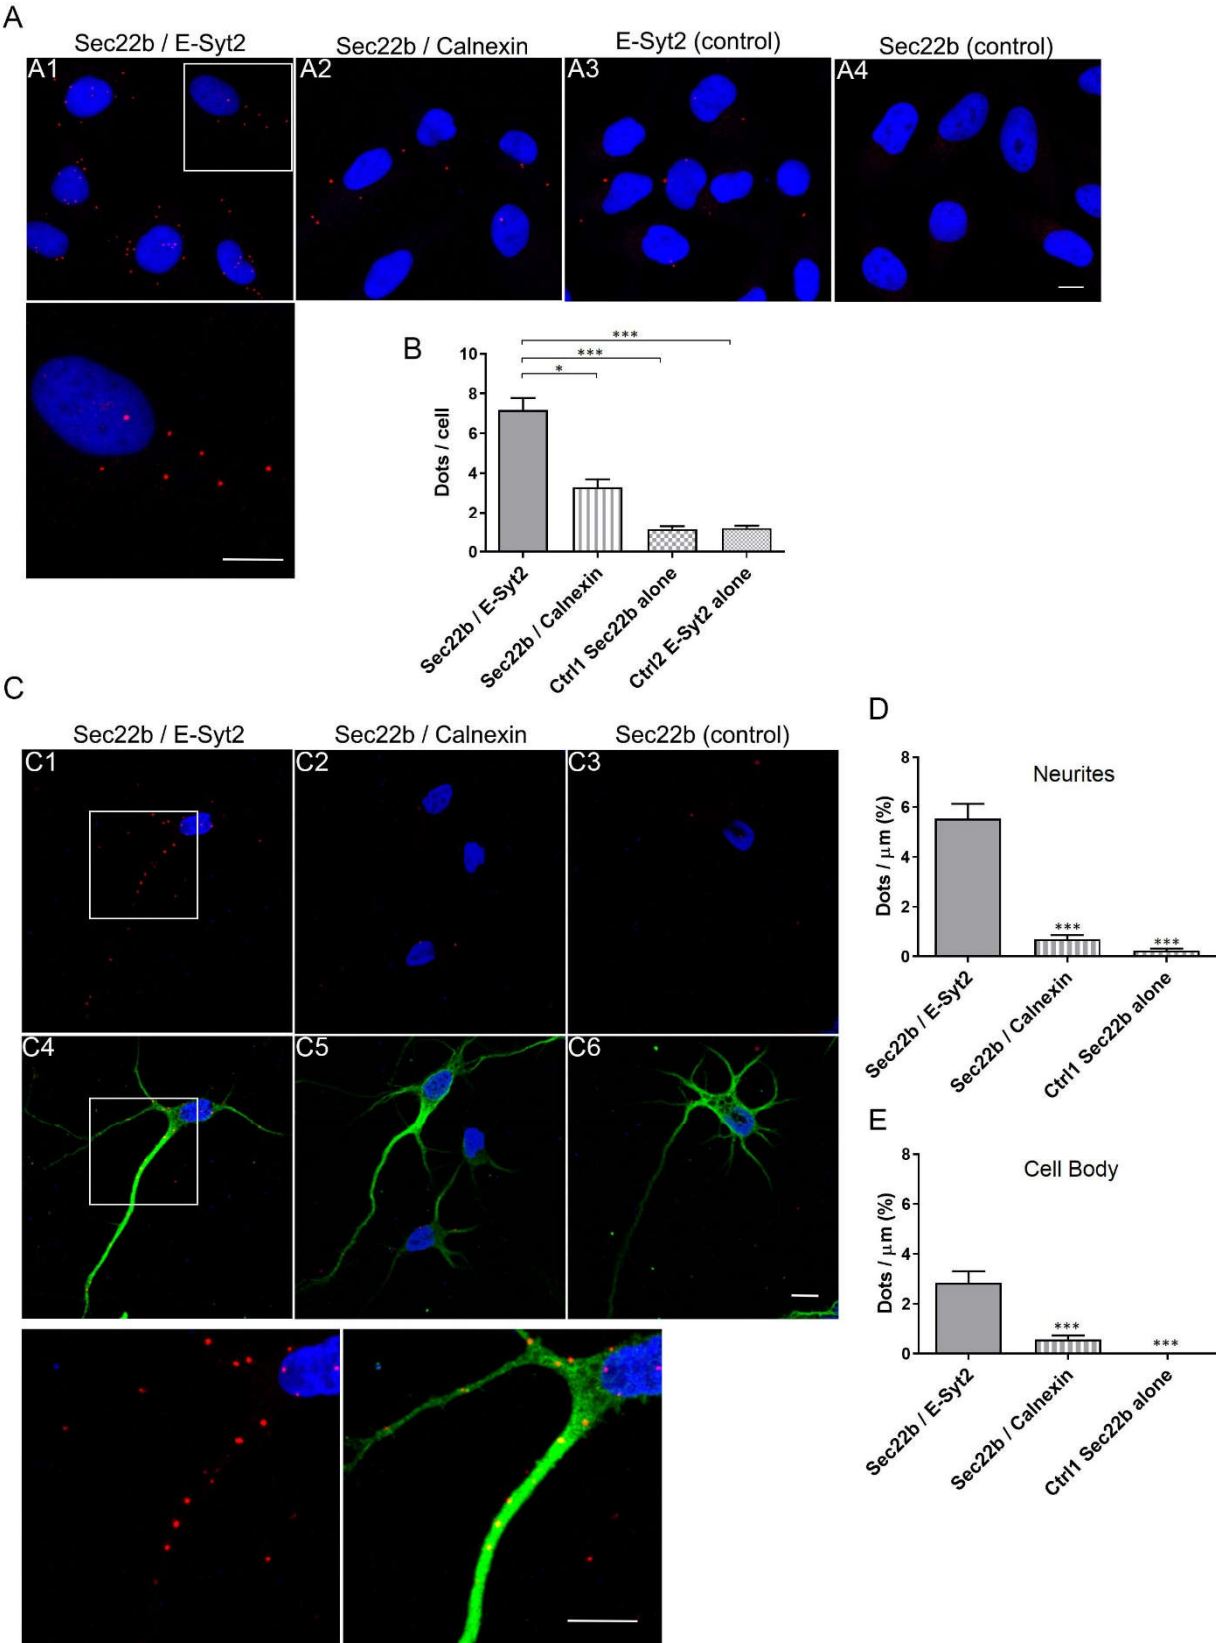 A
Sec22b / E-Syt2
Sec22b / Calnexin
E-Syt2 (control)
Sec22b (control)
A1
A2
A3
A4
B
***
***
*
10
8
6
4
2
0
Dots / cell
Sec22b / E-Syt2
Sec22b / Calnexin
Ctrl1 Sec22b alone
Ctrl2 E-Syt2 alone
C
Sec22b / E-Syt2
Sec22b / Calnexin
Sec22b (control)
C1
C2
C3
C4
C5
C6
D
Neurites
8
6
4
2
0
Dots / μm (%)
***
***
Sec22b / E-Syt2
Sec22b / Calnexin
Ctrl1 Sec22b alone
E
Cell Body
8
6
4
2
0
Dots / μm (%)
***
***
Sec22b / E-Syt2
Sec22b / Calnexin
Ctrl1 Sec22b alone